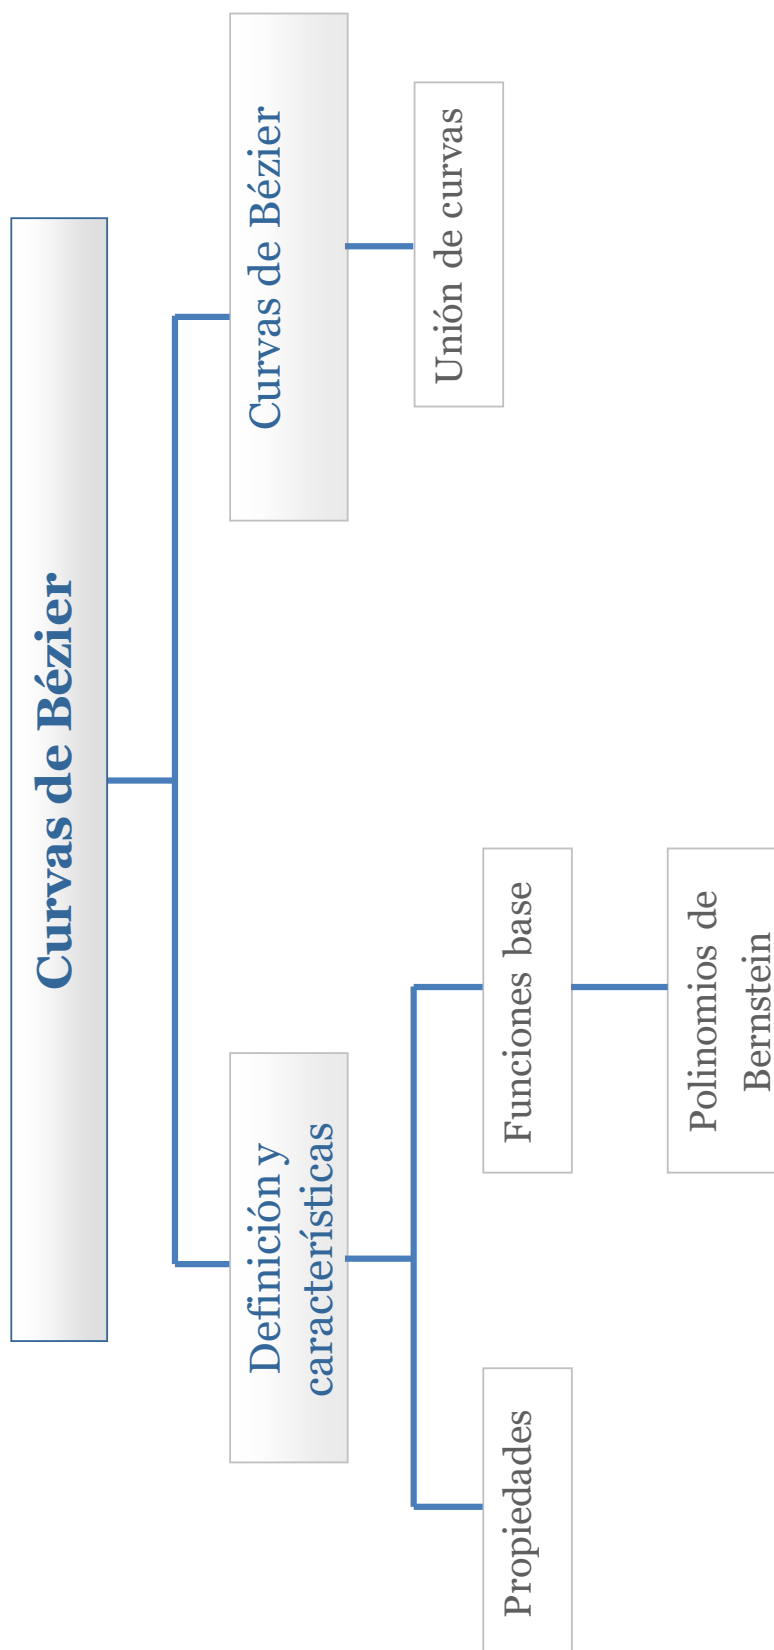 Curvas de Bézier
Definición y
características
Curvas de Bézier
Propiedades
Funciones base
Unión de curvas
Polinomios de
Bernstein